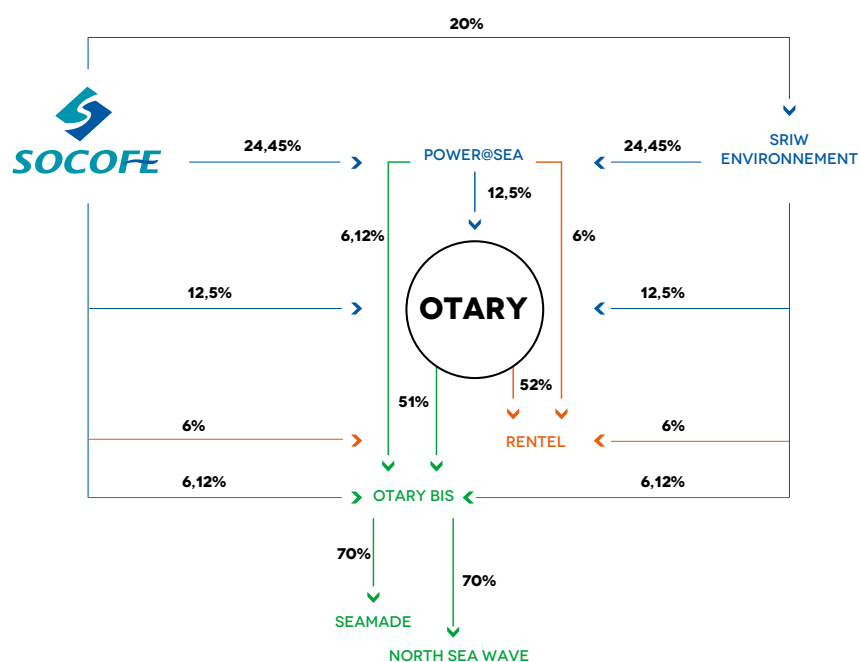 20%
SOCOFE
24,45%
POWER@SEA
24,45%
SRIW
ENVIRONNEMENT
12,5%
6,12%
6%
12,5%
OTARY
12,5%
51%
52%
6%
RENTEL
6%
6,12%
OTARY BIS
6,12%
70%
70%
SEAMADE
NORTH SEA WAVE